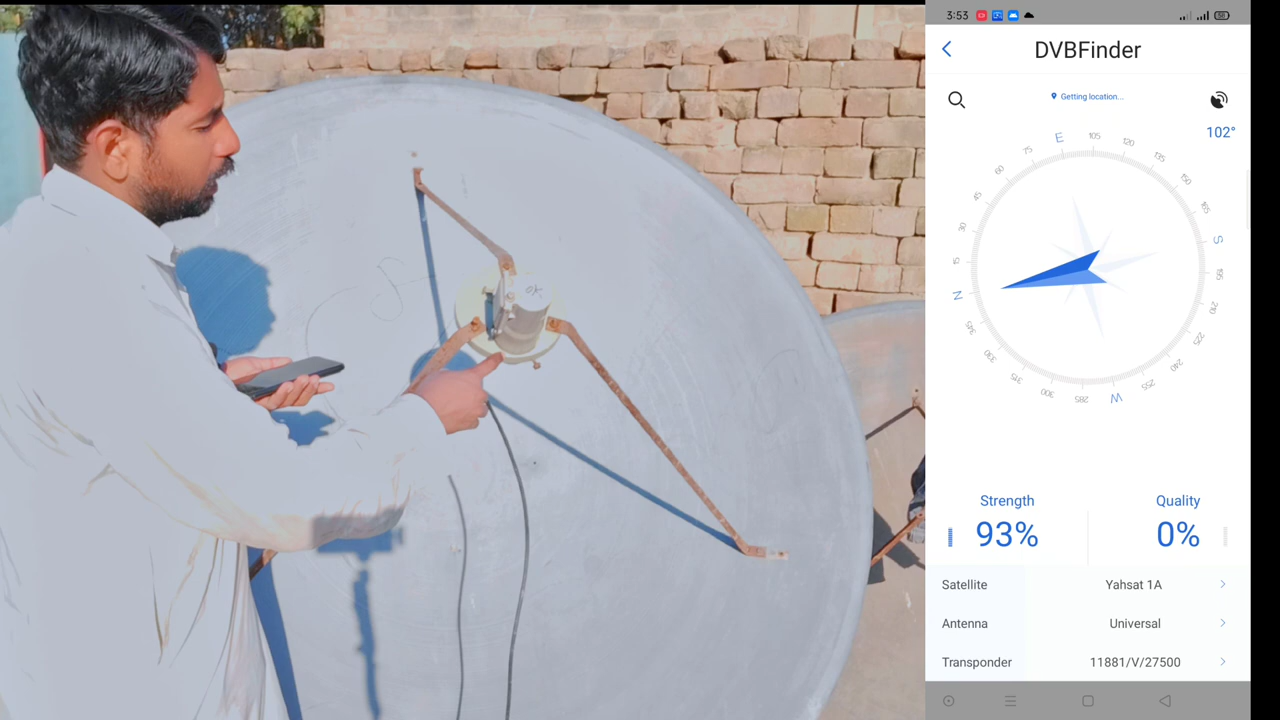 3:53
DVBFinder
Getting location...
102°
E
105
120
135
150
165
S
195
210
225
240
255
W
285
300
315
330
345
N
15
30
45
60
75
OK
Strength
Quality
93%
0%
Satellite
Yahsat 1A
Antenna
Universal
Transponder
11881/V/27500